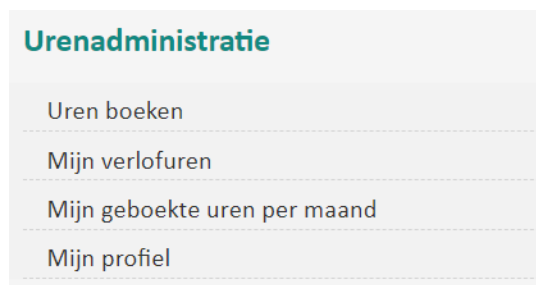 Urenadministratie
Uren boeken
Mijn verlofuren
Mijn geboekte uren per maand
Mijn profiel